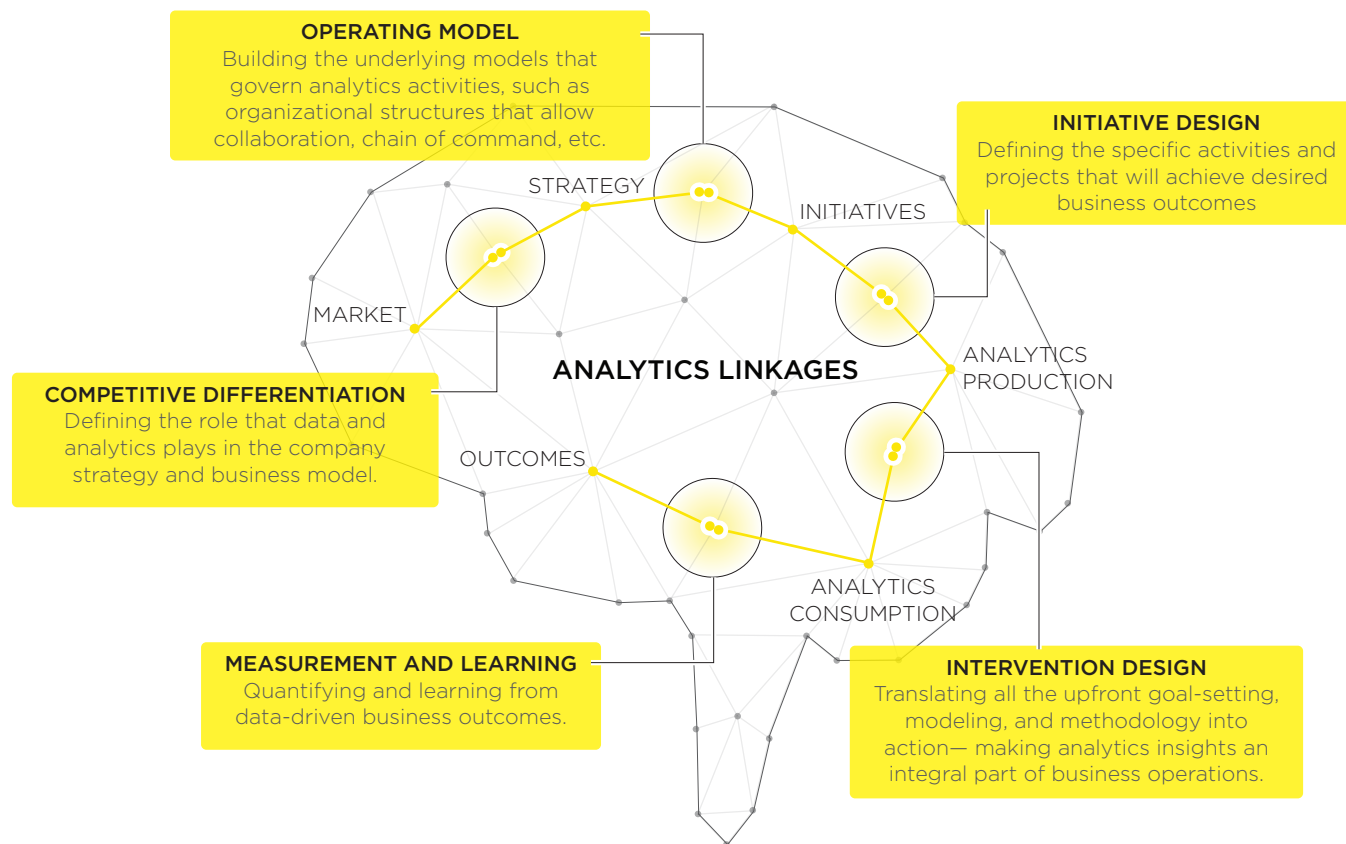 OPERATING MODEL
Building the underlying models that
govern analytics activities, such as
organizational structures that allow
collaboration, chain of command, etc.
INITIATIVE DESIGN
Defining the specific activities and
projects that will achieve desired
business outcomes
STRATEGY
INITIATIVES
MARKET
ANALYTICS LINKAGES
ANALYTICS
PRODUCTION
COMPETITIVE DIFFERENTIATION
Defining the role that data and
analytics plays in the company
strategy and business model.
OUTCOMES
ANALYTICS
CONSUMPTION
MEASUREMENT AND LEARNING
Quantifying and learning from
data-driven business outcomes.
INTERVENTION DESIGN
Translating all the upfront goal-setting,
modeling, and methodology into
action— making analytics insights an
integral part of business operations.